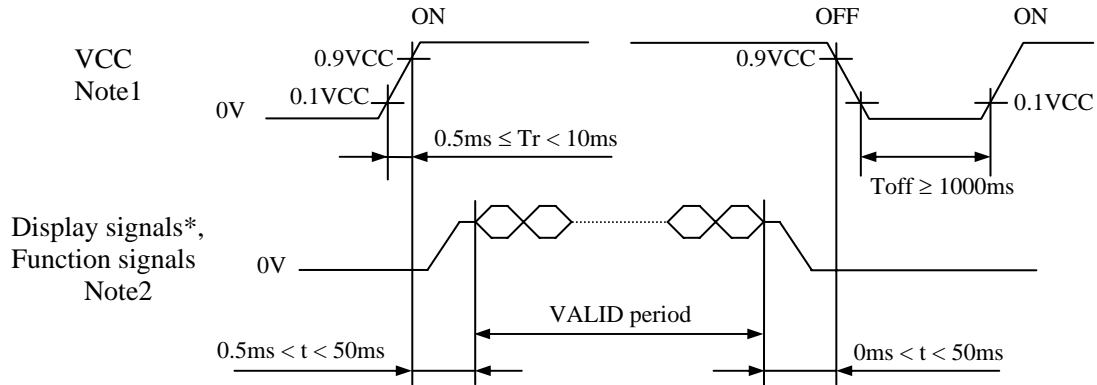 ON
OFF
ON
VCC
Note1
0.9VCC
0.9VCC
0.1VCC
0.1VCC
0V
0.5ms ≤ Tr < 10ms
Toff ≥ 1000ms
Display signals*,
Function signals
Note2
0V
VALID period
0.5ms < t < 50ms
0ms < t < 50ms